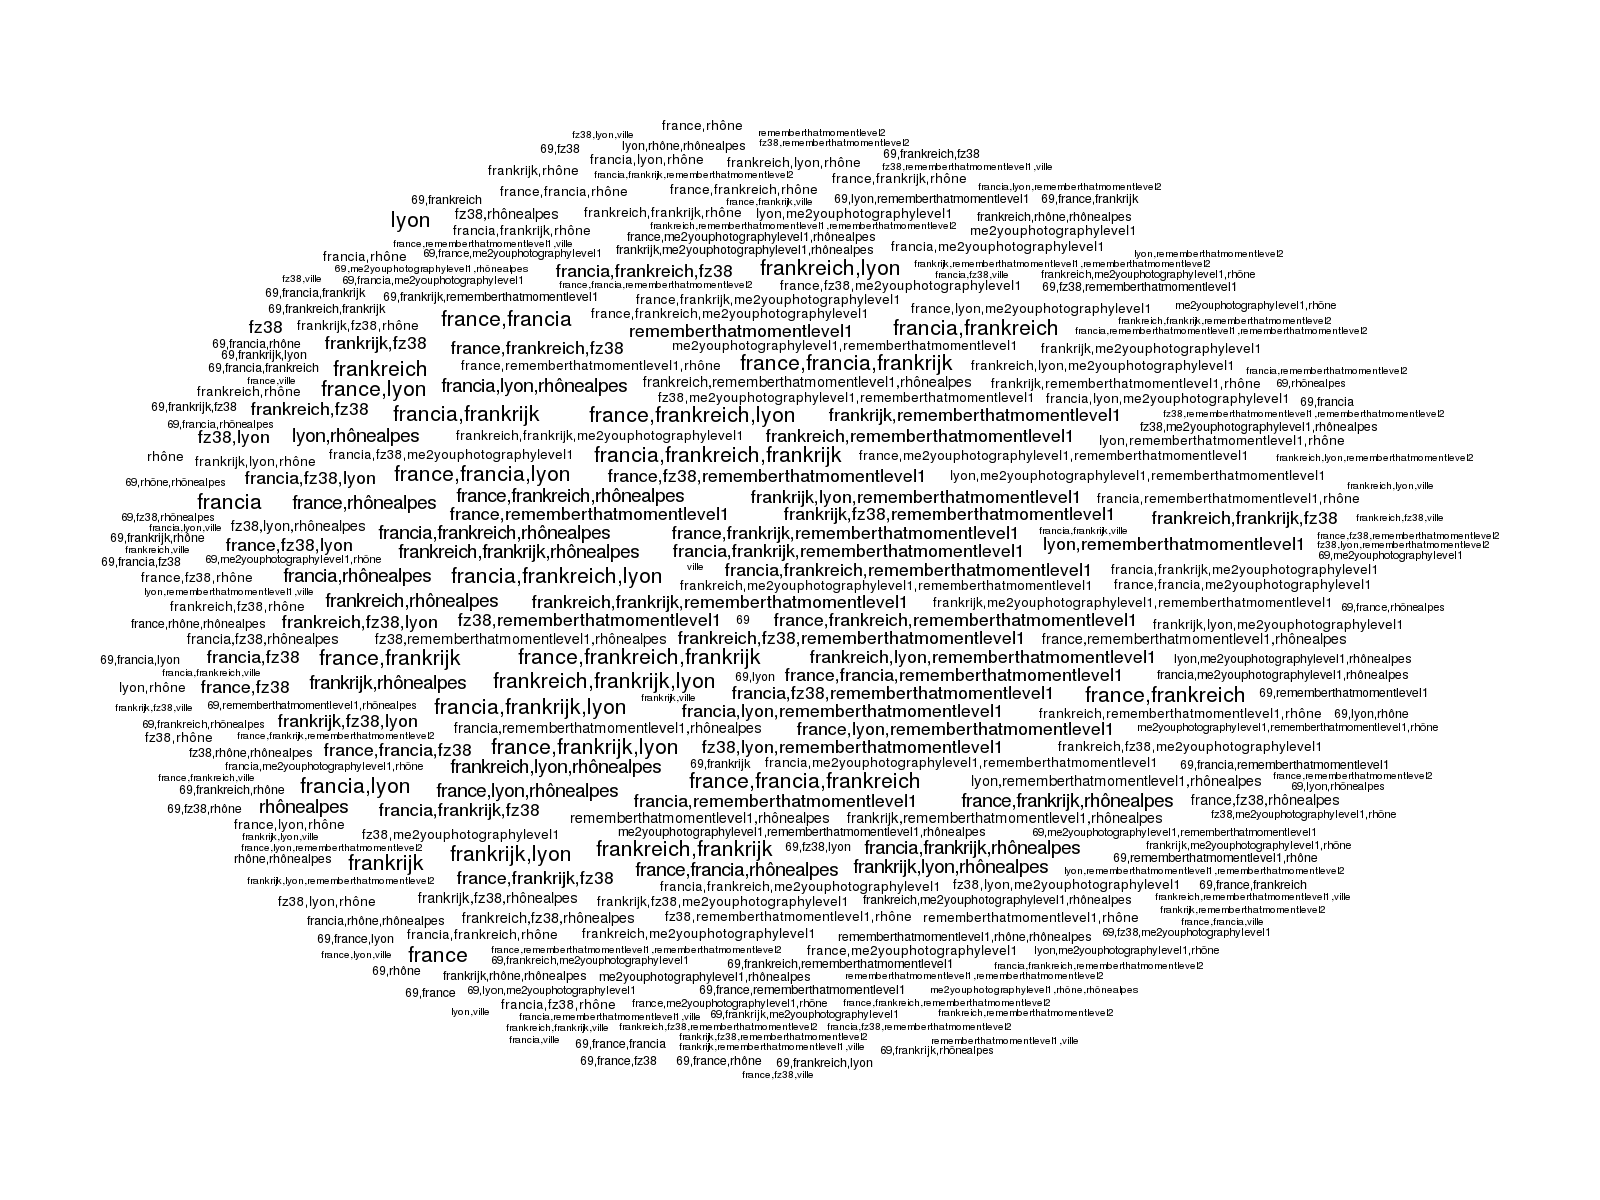 france,rhône
fz38,lyon,ville rememberthatmomentlevel2
69,fz38 lyon,rhône,rhônealpes fz38,rememberthatmomentlevel2
francia,lyon,rhône frankreich,lyon,rhône 69,frankreich,fz38
frankrijk,rhône francia,frankrijk,rememberthatmomentlevel2 fz38,rememberthatmomentlevel1,ville
france,frankrijk,rhône
france,francia,rhône france,frankreich,rhône francia,lyon,rememberthatmomentlevel2
69,frankreich france,frankrijk,ville 69,lyon,rememberthatmomentlevel1 69,france,frankrijk
lyon fz38,rhônealpes frankreich,frankrijk,rhône lyon,me2youphotographylevel1 frankreich,rhône,rhônealpes
francia,frankrijk,rhône frankreich,rememberthatmomentlevel1,rememberthatmomentlevel2 me2youphotographylevel1
france,rememberthatmomentlevel1,ville france,me2youphotographylevel1,rhônealpes
francia,rhône 69,france,me2youphotographylevel1 frankrijk,me2youphotographylevel1,rhônealpes francia,me2youphotographylevel1 lyon,rememberthatmomentlevel2
69,me2youphotographylevel1,rhônealpes francia,frankreich,fz38 frankreich,lyon frankrijk,rememberthatmomentlevel1,rememberthatmomentlevel2
fz38,ville 69,francia,me2youphotographylevel1 france,francia,rememberthatmomentlevel2 france,fz38,me2youphotographylevel1 francia,fz38,ville frankreich,me2youphotographylevel1,rhône
69,francia,frankrijk 69,frankrijk,rememberthatmomentlevel1 france,frankrijk,me2youphotographylevel1 69,fz38,rememberthatmomentlevel1
69,frankreich,frankrijk france,frankreich,me2youphotographylevel1 france,lyon,me2youphotographylevel1 me2youphotographylevel1,rhône
fz38 frankrijk,fz38,rhône france,francia rememberthatmomentlevel1 francia,frankreich frankreich,frankrijk,rememberthatmomentlevel2
francia,rememberthatmomentlevel1,rememberthatmomentlevel2
69,francia,rhône frankrijk,fz38 france,frankreich,fz38 me2youphotographylevel1,rememberthatmomentlevel1 frankrijk,me2youphotographylevel1
69,frankrijk,lyon
69,francia,frankreich frankreich france,rememberthatmomentlevel1,rhône france,francia,frankrijk frankreich,lyon,me2youphotographylevel1 francia,rememberthatmomentlevel2
france,ville
frankreich,rhône france,lyon francia,lyon,rhônealpes frankreich,rememberthatmomentlevel1,rhônealpes frankrijk,rememberthatmomentlevel1,rhône 69,rhônealpes
fz38,me2youphotographylevel1,rememberthatmomentlevel1 francia,lyon,me2youphotographylevel1 69,francia
69,frankrijk,fz38 frankreich,fz38 francia,frankrijk france,frankreich,lyon frankrijk,rememberthatmomentlevel1 fz38,rememberthatmomentlevel1,rememberthatmomentlevel2
69,francia,rhônealpes fz38,me2youphotographylevel1,rhônealpes
fz38,lyon lyon,rhônealpes frankreich,frankrijk,me2youphotographylevel1 frankreich,rememberthatmomentlevel1 lyon,rememberthatmomentlevel1,rhône
rhône frankrijk,lyon,rhône francia,fz38,me2youphotographylevel1 francia,frankreich,frankrijk france,me2youphotographylevel1,rememberthatmomentlevel1 frankreich,lyon,rememberthatmomentlevel2
69,rhône,rhônealpes francia,fz38,lyon france,francia,lyon france,fz38,rememberthatmomentlevel1 lyon,me2youphotographylevel1,rememberthatmomentlevel1 frankreich,lyon,ville
francia france,rhônealpes france,frankreich,rhônealpes frankrijk,lyon,rememberthatmomentlevel1 francia,rememberthatmomentlevel1,rhône
69,fz38,rhônealpes france,rememberthatmomentlevel1 frankrijk,fz38,rememberthatmomentlevel1 frankreich,frankrijk,fz38 frankreich,fz38,ville
francia,lyon,ville fz38,lyon,rhônealpes
69,frankrijk,rhône francia,frankreich,rhônealpes france,frankrijk,rememberthatmomentlevel1 francia,frankrijk,ville france,fz38,rememberthatmomentlevel2
frankreich,ville france,fz38,lyon frankreich,frankrijk,rhônealpes francia,frankrijk,rememberthatmomentlevel1 lyon,rememberthatmomentlevel1 fz38,lyon,rememberthatmomentlevel2
69,francia,fz38 69,me2youphotographylevel1,rhône 69,me2youphotographylevel1
france,fz38,rhône francia,rhônealpes francia,frankreich,lyon ville francia,frankreich,rememberthatmomentlevel1 francia,frankrijk,me2youphotographylevel1
lyon,rememberthatmomentlevel1,ville frankreich,me2youphotographylevel1,rememberthatmomentlevel1 france,francia,me2youphotographylevel1
frankreich,fz38,rhône frankreich,rhônealpes frankreich,frankrijk,rememberthatmomentlevel1 frankrijk,me2youphotographylevel1,rememberthatmomentlevel1 69,france,rhônealpes
france,rhône,rhônealpes frankreich,fz38,lyon fz38,rememberthatmomentlevel1 69 france,frankreich,rememberthatmomentlevel1 frankrijk,lyon,me2youphotographylevel1
francia,fz38,rhônealpes fz38,rememberthatmomentlevel1,rhônealpes frankreich,fz38,rememberthatmomentlevel1 france,rememberthatmomentlevel1,rhônealpes
69,francia,lyon francia,fz38 france,frankrijk france,frankreich,frankrijk frankreich,lyon,rememberthatmomentlevel1 lyon,me2youphotographylevel1,rhônealpes
francia,frankreich,ville 69,lyon france,francia,rememberthatmomentlevel1 francia,me2youphotographylevel1,rhônealpes
lyon,rhône france,fz38 frankrijk,rhônealpes frankreich,frankrijk,lyon francia,fz38,rememberthatmomentlevel1 france,frankreich 69,rememberthatmomentlevel1
frankrijk,fz38,ville 69,rememberthatmomentlevel1,rhônealpes francia,frankrijk,lyon frankrijk,ville francia,lyon,rememberthatmomentlevel1 frankreich,rememberthatmomentlevel1,rhône 69,lyon,rhône
69,frankreich,rhônealpes frankrijk,fz38,lyon francia,rememberthatmomentlevel1,rhônealpes france,lyon,rememberthatmomentlevel1 me2youphotographylevel1,rememberthatmomentlevel1,rhône
fz38,rhône france,frankrijk,rememberthatmomentlevel2
fz38,rhône,rhônealpes france,francia,fz38 france,frankrijk,lyon fz38,lyon,rememberthatmomentlevel1 frankreich,fz38,me2youphotographylevel1
francia,me2youphotographylevel1,rhône frankreich,lyon,rhônealpes 69,frankrijk francia,me2youphotographylevel1,rememberthatmomentlevel1 69,francia,rememberthatmomentlevel1
france,frankreich,ville france,rememberthatmomentlevel2
69,frankreich,rhône francia,lyon france,lyon,rhônealpes france,francia,frankreich lyon,rememberthatmomentlevel1,rhônealpes 69,lyon,rhônealpes
69,fz38,rhône rhônealpes francia,frankrijk,fz38 francia,rememberthatmomentlevel1 france,frankrijk,rhônealpes france,fz38,rhônealpes
france,lyon,rhône rememberthatmomentlevel1,rhônealpes frankrijk,rememberthatmomentlevel1,rhônealpes fz38,me2youphotographylevel1,rhône
frankrijk,lyon,ville fz38,me2youphotographylevel1 me2youphotographylevel1,rememberthatmomentlevel1,rhônealpes 69,me2youphotographylevel1,rememberthatmomentlevel1
france,lyon,rememberthatmomentlevel2 frankrijk,lyon frankreich,frankrijk 69,fz38,lyon francia,frankrijk,rhônealpes frankrijk,me2youphotographylevel1,rhône
rhône,rhônealpes frankrijk france,francia,rhônealpes frankrijk,lyon,rhônealpes 69,rememberthatmomentlevel1,rhône
lyon,rememberthatmomentlevel1,rememberthatmomentlevel2
frankrijk,lyon,rememberthatmomentlevel2 france,frankrijk,fz38 francia,frankreich,me2youphotographylevel1 fz38,lyon,me2youphotographylevel1 69,france,frankreich
fz38,lyon,rhône frankrijk,fz38,rhônealpes frankrijk,fz38,me2youphotographylevel1 frankreich,me2youphotographylevel1,rhônealpes frankreich,rememberthatmomentlevel1,ville
francia,rhône,rhônealpes frankreich,fz38,rhônealpes fz38,rememberthatmomentlevel1,rhône rememberthatmomentlevel1,rhône frankrijk,rememberthatmomentlevel2
france,francia,ville
69,france,lyon francia,frankreich,rhône frankreich,me2youphotographylevel1 rememberthatmomentlevel1,rhône,rhônealpes 69,fz38,me2youphotographylevel1
france,lyon,ville france france,rememberthatmomentlevel1,rememberthatmomentlevel2 france,me2youphotographylevel1 lyon,me2youphotographylevel1,rhône
69,frankreich,me2youphotographylevel1 69,frankreich,rememberthatmomentlevel1 francia,frankreich,rememberthatmomentlevel2
69,rhône frankrijk,rhône,rhônealpes me2youphotographylevel1,rhônealpes rememberthatmomentlevel1,rememberthatmomentlevel2
69,france 69,lyon,me2youphotographylevel1 69,france,rememberthatmomentlevel1 me2youphotographylevel1,rhône,rhônealpes
francia,fz38,rhône france,me2youphotographylevel1,rhône france,frankreich,rememberthatmomentlevel2
lyon,ville francia,rememberthatmomentlevel1,ville 69,frankrijk,me2youphotographylevel1 frankreich,rememberthatmomentlevel2
frankreich,frankrijk,ville frankreich,fz38,rememberthatmomentlevel2 francia,fz38,rememberthatmomentlevel2
francia,ville 69,france,francia frankrijk,fz38,rememberthatmomentlevel2 rememberthatmomentlevel1,ville
frankrijk,rememberthatmomentlevel1,ville 69,frankrijk,rhônealpes
69,france,fz38 69,france,rhône 69,frankreich,lyon
france,fz38,ville